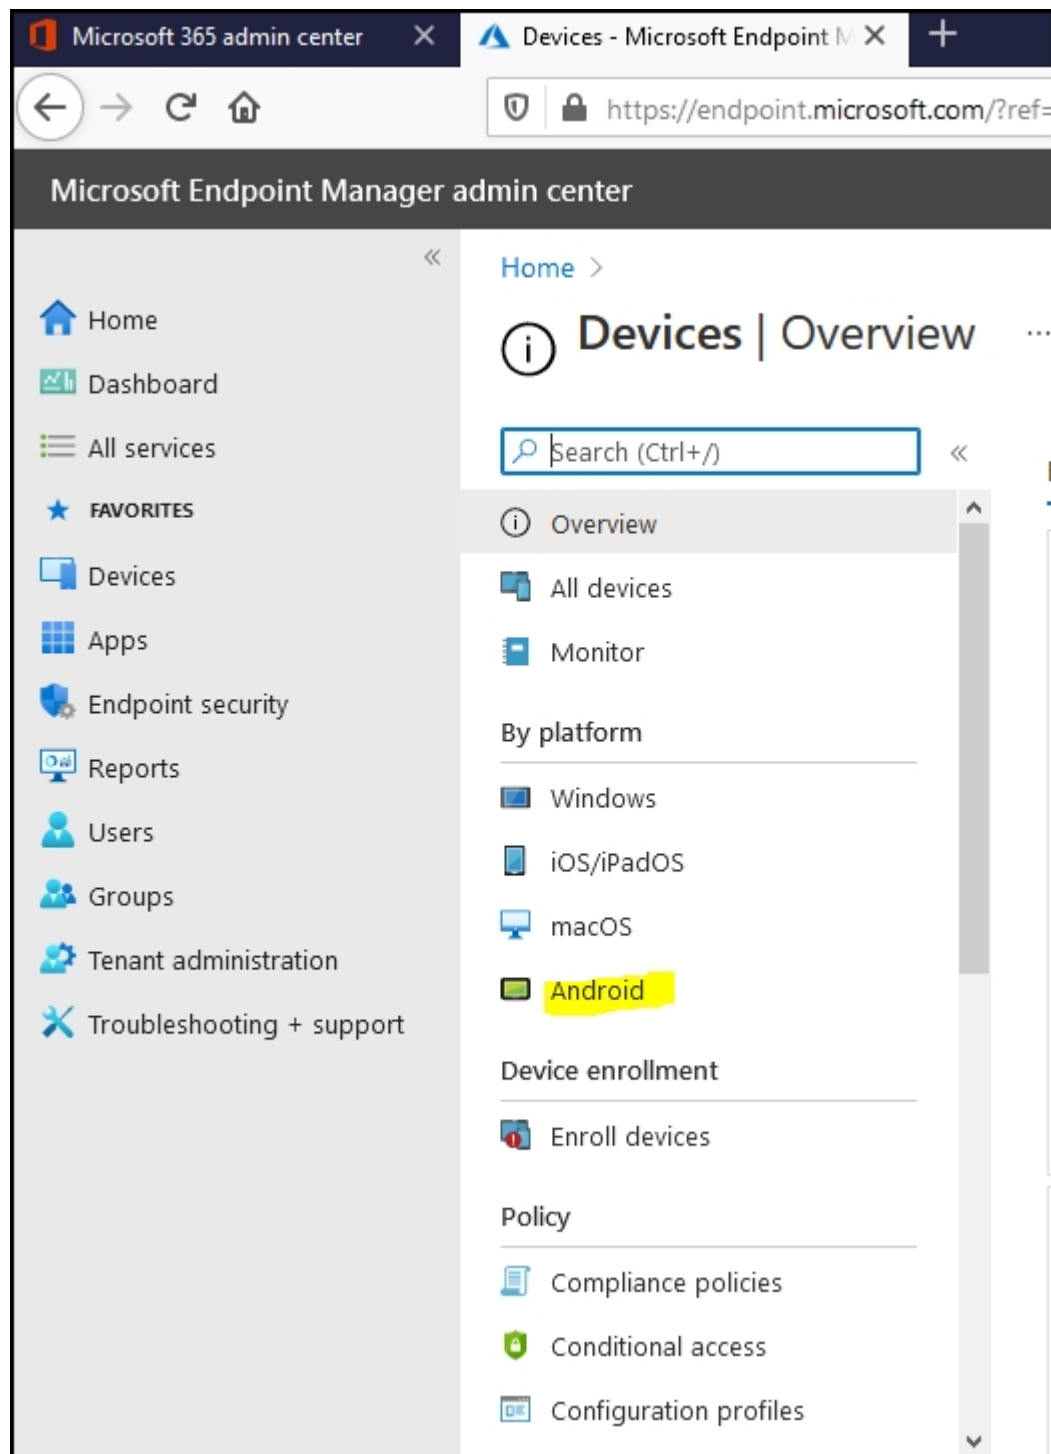 Microsoft 365 admin center
Devices - Microsoft Endpoint M
https://endpoint.microsoft.com/?ref=
Microsoft Endpoint Manager admin center
Home
Dashboard
All services
FAVORITES
Devices
Apps
Endpoint security
Reports
Users
Groups
Tenant administration
Troubleshooting + support
Home >
Devices | Overview ...
Search (Ctrl+/)
Overview
All devices
Monitor
By platform
Windows
iOS/iPadOS
macOS
Android
Device enrollment
Enroll devices
Policy
Compliance policies
Conditional access
Configuration profiles